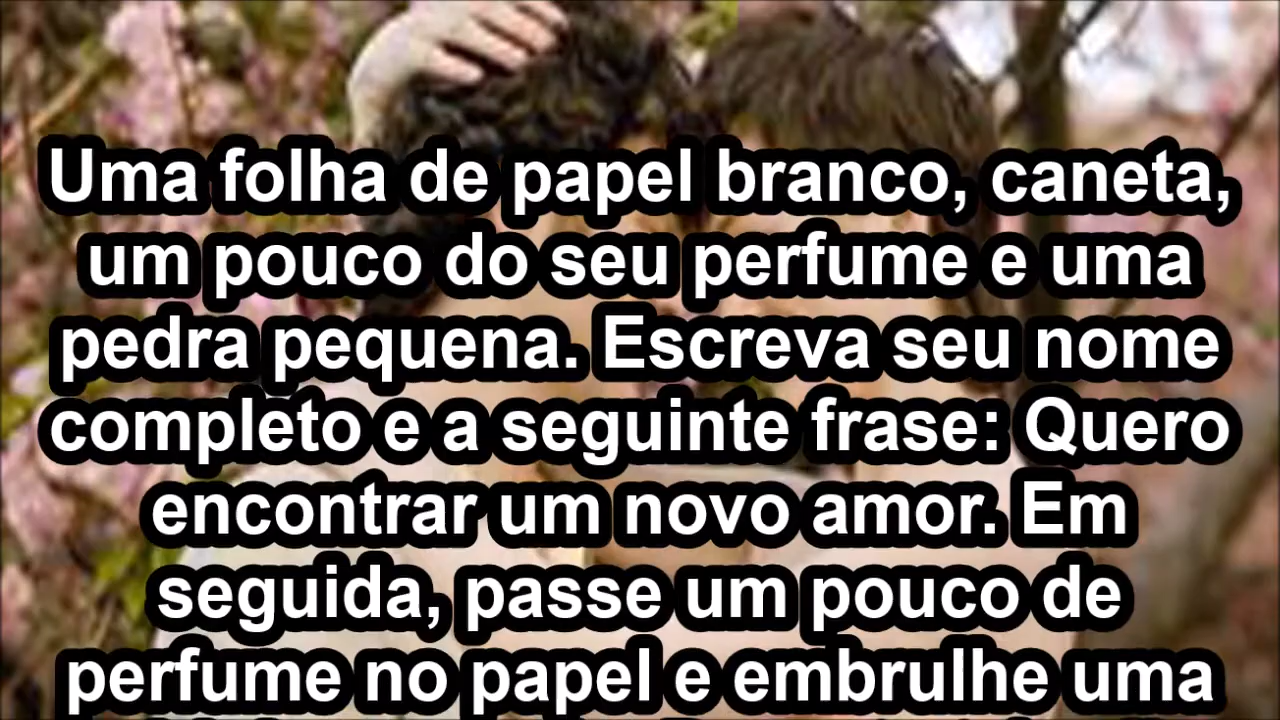 Uma folha de papel branco, caneta,
um pouco do seu perfume e uma
pedra pequena. Escreva seu nome
completo e a seguinte frase: Quero
encontrar um novo amor. Em
seguida, passe um pouco de
perfume no papel e embrulhe uma